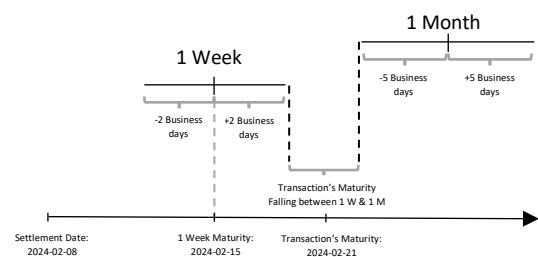 1 Month
1 Week
-5 Business
days
+5 Business
days
-2 Business
days
+2 Business
days
Transaction's Maturity
Falling between 1 W & 1 M
Settlement Date:
2024-02-08
1 Week Maturity:
2024-02-15
Transaction's Maturity:
2024-02-21